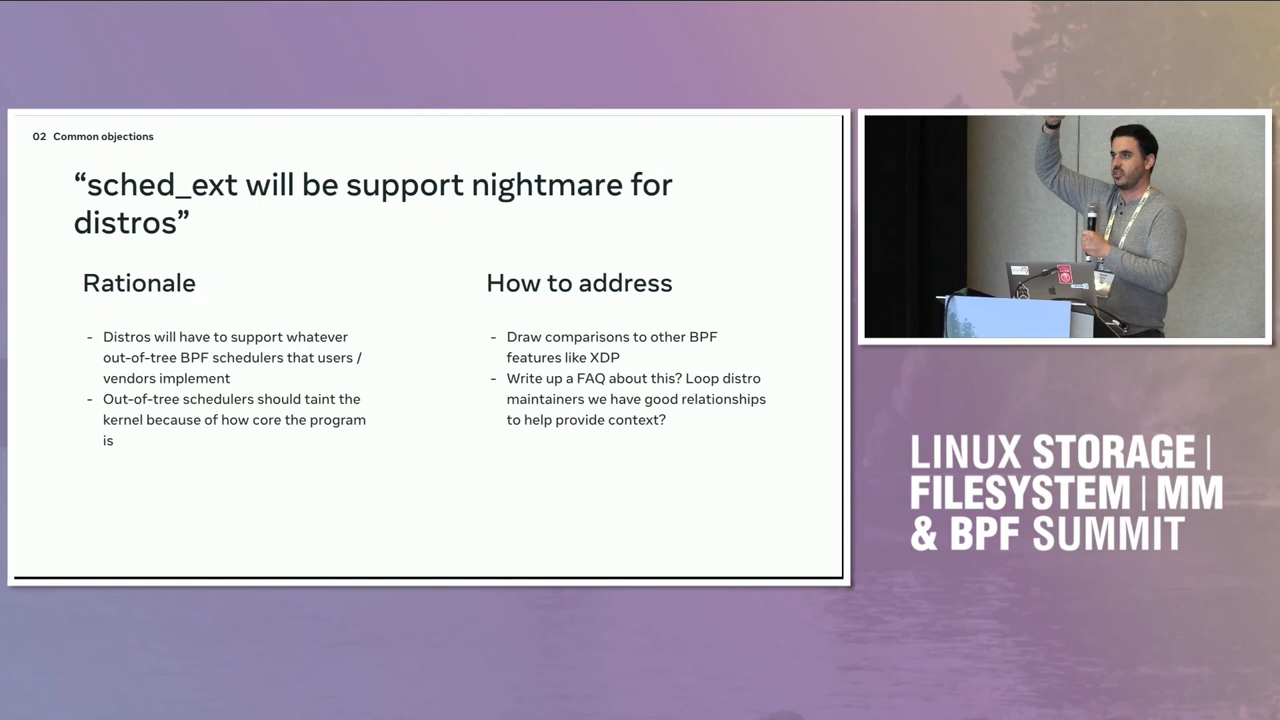 02 Common objections
“sched_ext will be support nightmare for
distros”
Rationale
- Distros will have to support whatever
out-of-tree BPF schedulers that users /
vendors implement
- Out-of-tree schedulers should taint the
kernel because of how core the program
is
How to address
- Draw comparisons to other BPF
features like XDP
- Write up a FAQ about this? Loop distro
maintainers we have good relationships
to help provide context?
LINUX STORAGE |
FILESYSTEM | MM
& BPF SUMMIT